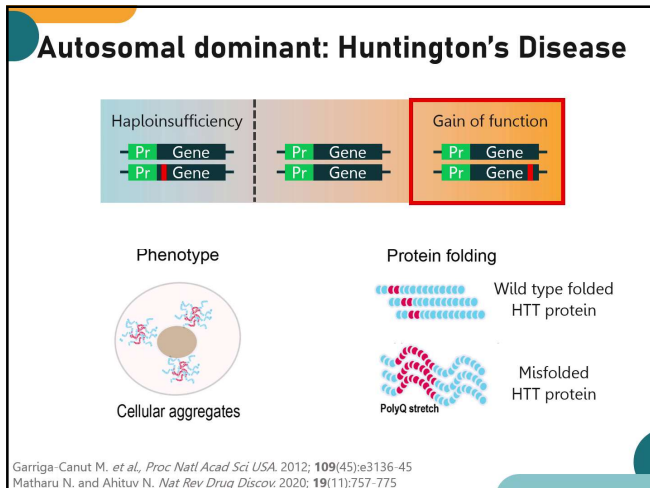 Autosomal dominant: Huntington's Disease
Haploinsufficiency
Gain of function
Pr Gene
Pr Gene
Pr Gene
Pr Gene
Pr Gene
Pr Gene
Phenotype
Protein folding
Wild type folded
HTT protein
Misfolded
HTT protein
PolyQ stretch
Cellular aggregates
Garriga-Canut M. et al., Proc Natl Acad Sci USA. 2012; 109(45):e3136-45
Matharu N. and Ahituv N. Nat Rev Drug Discov. 2020; 19(11):757-775